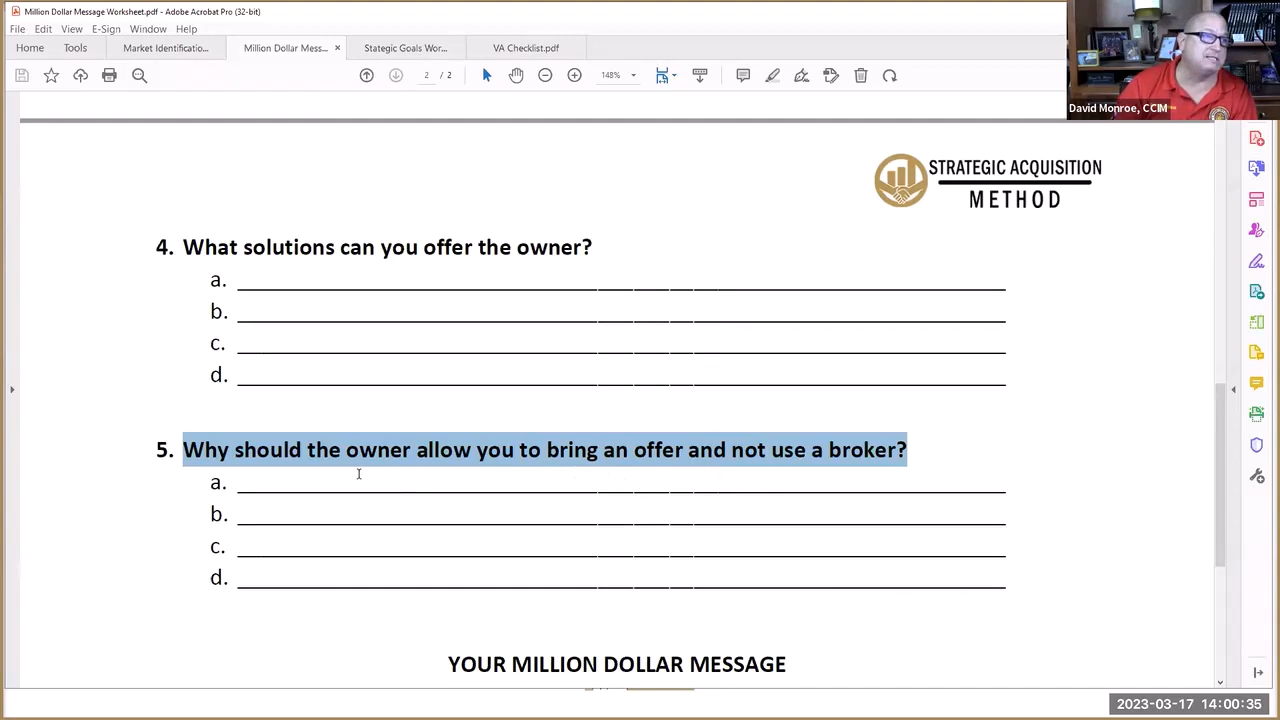 Million Dollar Message Worksheet.pdf - Adobe Acrobat Pro (32-bit)
File Edit View E-Sign Window Help
Home Tools Market Identificatio... Million Dollar Mess... × Stategic Goals Wor... VA Checklist.pdf
2 / 2 148%
David Monroe, CCIM
STRATEGIC ACQUISITION
METHOD
4. What solutions can you offer the owner?
a.
b.
c.
d.
5. Why should the owner allow you to bring an offer and not use a broker?
a.
b.
c.
d.
YOUR MILLION DOLLAR MESSAGE
2023-03-17 14:00:35